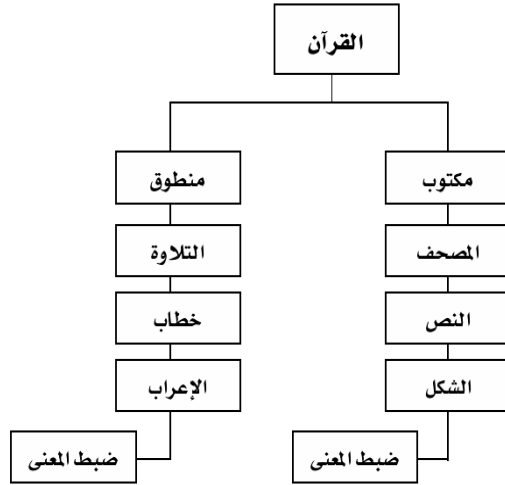 القرآن
مكتوب
منطوق
المصحف
التلاوة
النص
خطاب
الشكل
الإعراب
ضبط المعنى
ضبط المعنى